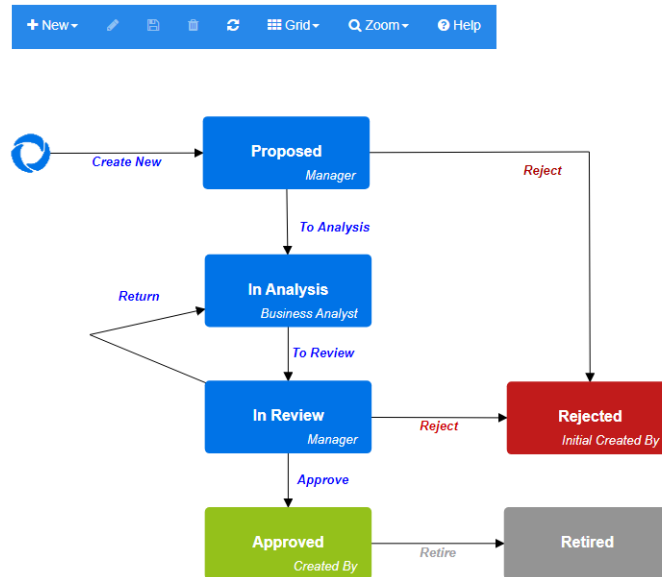 New
Grid
Zoom
Help
Create New
Proposed
Manager
Reject
To Analysis
In Analysis
Business Analyst
Return
To Review
In Review
Manager
Reject
Rejected
Initial Created By
Approve
Approved
Created By
Retire
Retired